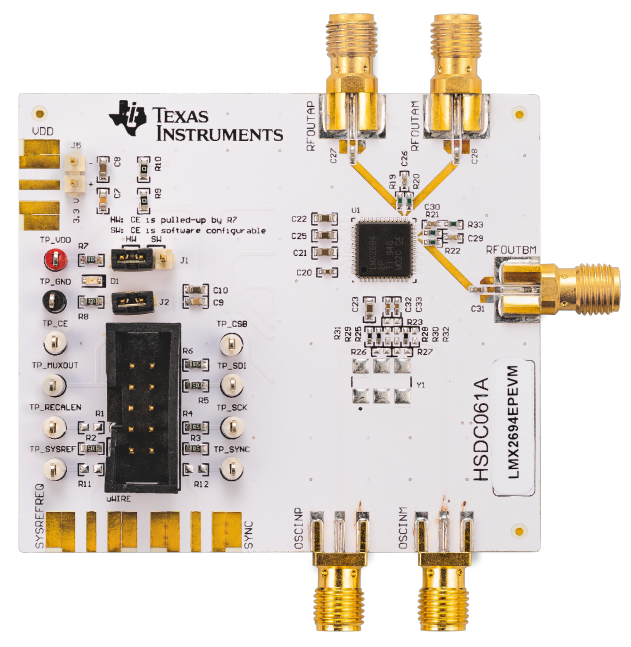 TEXAS
INSTRUMENTS
VDD
J5
-
+
3.3 V
C8
R10
C7
R9
HW: CE is pulled-up by R7
SW: CE is software configurable
HW SW
TP_VDD
R7
J1
TP_GND
D1
R8
J2
C10
C9
TP_CE
TP_CSB
TP_MUXOUT
R6
TP_SDI
R5
TP_RECALEN
R1
R4
TP_SCK
R2
R3
TP_SYSREF
TP_SYNC
R11
R12
uWIRE
SYSREFREQ
SYNC
RFOUTAP
RFOUTAM
C27
C26
C28
R19
R20
U1
C22
C25
C21
C20
LMX2694
C30
R21
R33
C29
R22
RFOUTBM
C31
C23
C32
C33
R23
R31
R29
R25
R28
R30
R32
R26
R27
Y1
OSCINP
OSCINM
HSDC061A
LMX2694EPEVM